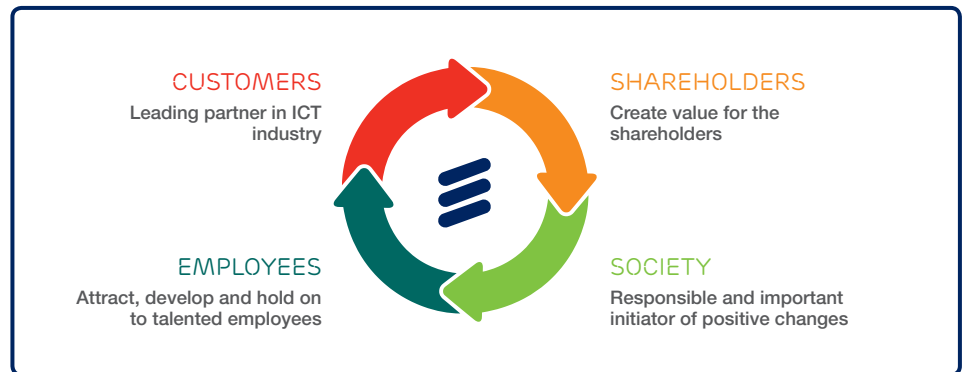 CUSTOMERS
Leading partner in ICT
industry
SHAREHOLDERS
Create value for the
shareholders
EMPLOYEES
Attract, develop and hold on
to talented employees
SOCIETY
Responsible and important
initiator of positive changes